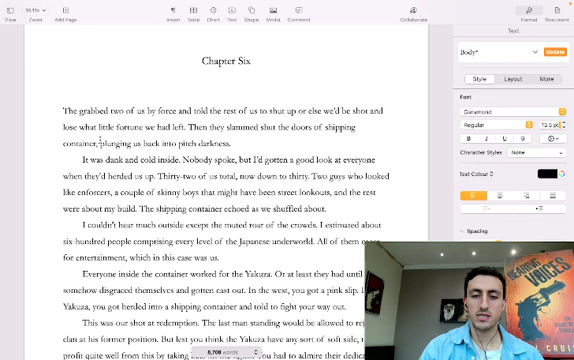 161%
View
Zoom
Add Page
Insert
Table
Chart
Text
Shape
Media
Comment
Collaborate
Format
Document
Text
Body*
Update
Style
Layout
More
Font
Garamond
Regular
13.5 pt
B I U S
Character Styles
None
Text Colour
Spacing
Chapter Six
The grabbed two of us by force and told the rest of us to shut up or else we'd be shot and
lose what little fortune we had left. Then they slammed shut the doors of shipping
container, plunging us back into pitch darkness.
It was dank and cold inside. Nobody spoke, but I'd gotten a good look at everyone
when they'd herded us up. Thirty-two of us total, now down to thirty. Two guys who looked
like enforcers, a couple of skinny boys that might have been street lookouts, and the rest
were about my build. The shipping container echoed as we shuffled about.
I couldn't hear much outside except the muted roar of the crowds. I estimated about
six-hundred people comprising every level of the Japanese underworld. All of them
for entertainment, which in this case was us.
Everyone inside the container worked for the Yakuza. Or at least they had until
somehow disgraced themselves and gotten cast out. In the west, you got a pink slip. I
Yakuza, you got herded into a shipping container and told to fight your way out.
This was our shot at redemption. The last man standing would be allowed to
clan at his former position. But lest you think the Yakuza have any sort of soft side,
profit quite well from this by taking
had to admire their
8,708 words
HEARING
VOICES
CRUI